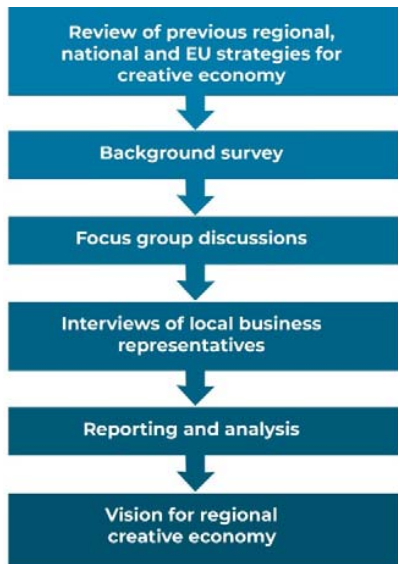 Review of previous regional,
national and EU strategies for
creative economy
Background survey
Focus group discussions
Interviews of local business
representatives
Reporting and analysis
Vision for regional
creative economy